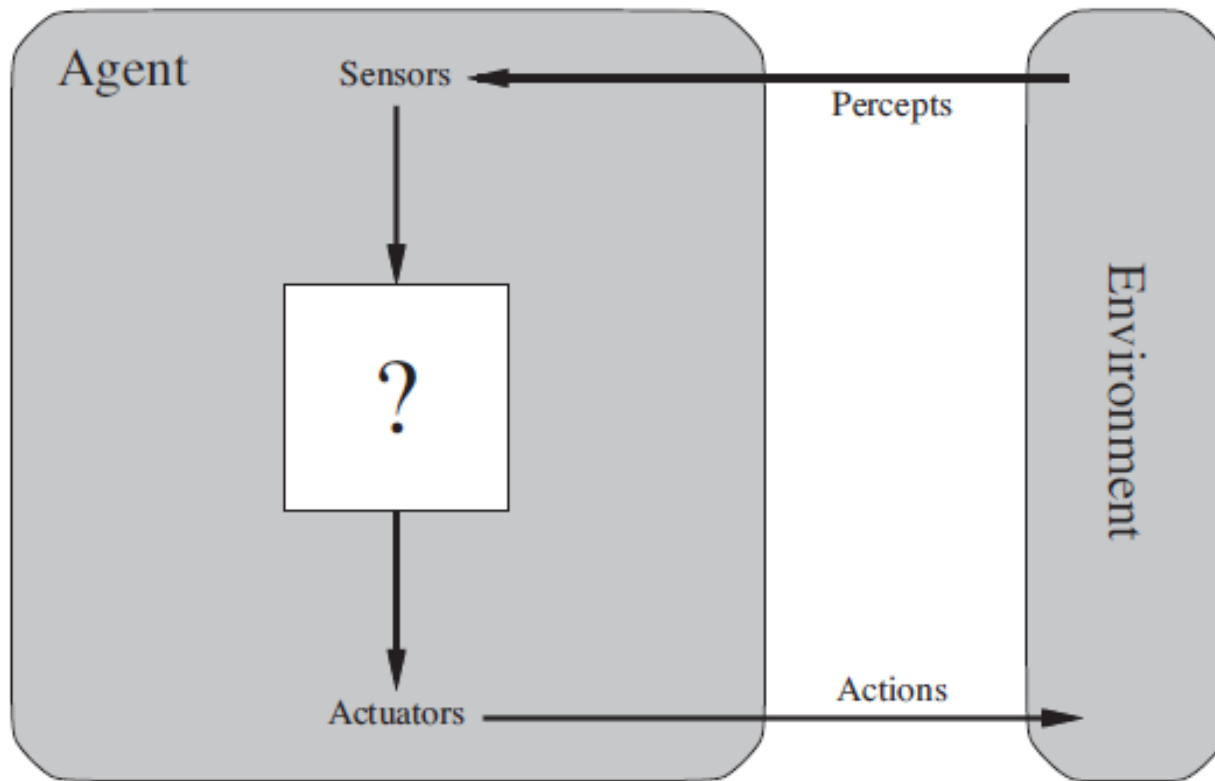 Agent
Sensors
Percepts
?
Environment
Actions
Actuators